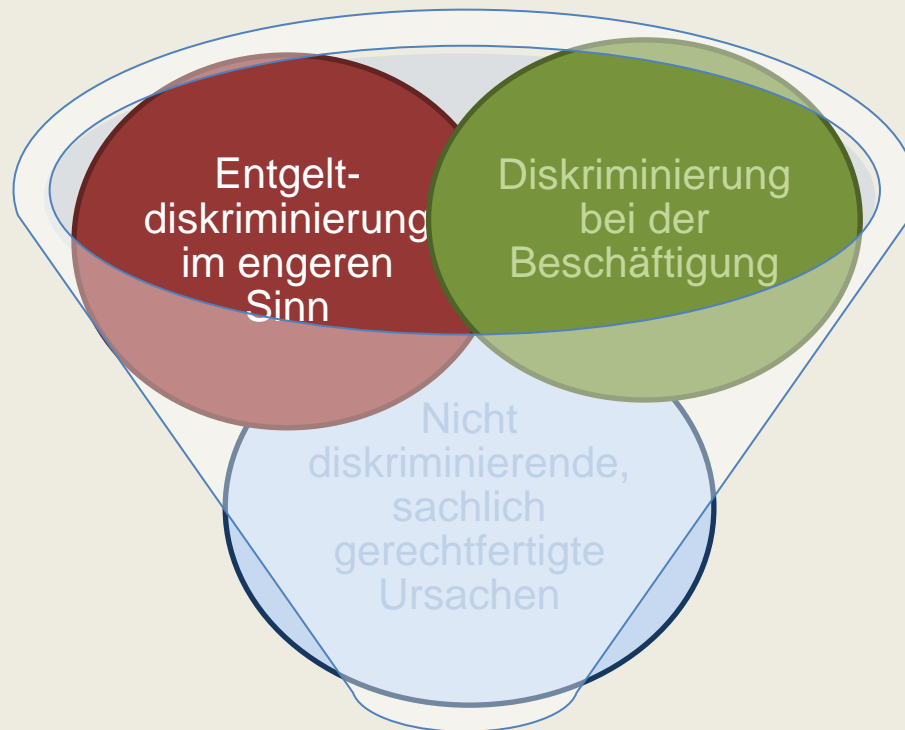 Entgelt-
diskriminierung
im engeren
Sinn
Diskriminierung
bei der
Beschäftigung
Nicht
diskriminierende,
sachlich
gerechtfertigte
Ursachen